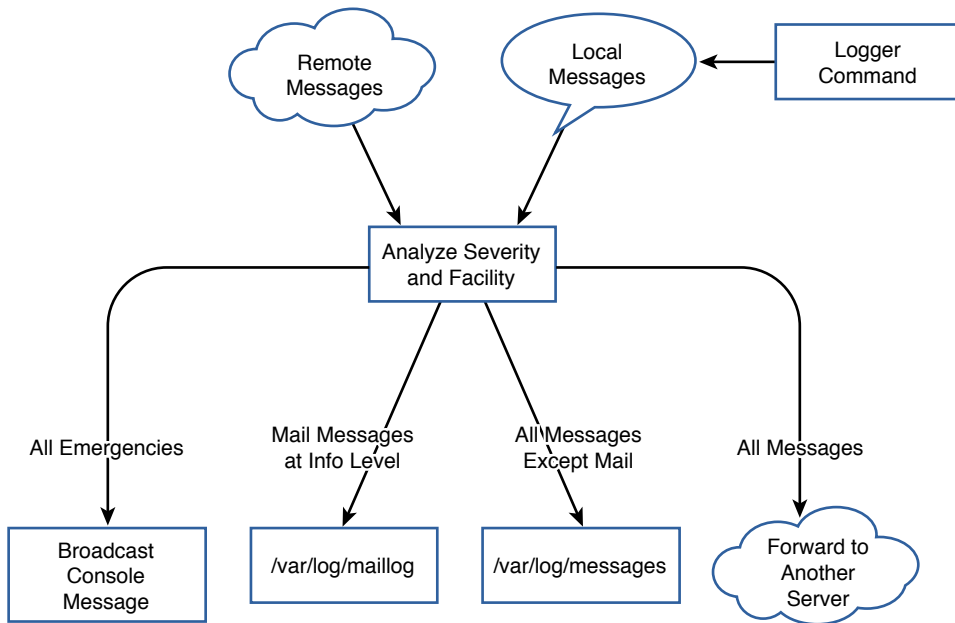 Remote
Messages
Local
Messages
Logger
Command
Analyze Severity
and Facility
All Emergencies
Mail Messages
at Info Level
All Messages
Except Mail
All Messages
Broadcast
Console
Message
/var/log/maillog
/var/log/messages
Forward to
Another
Server